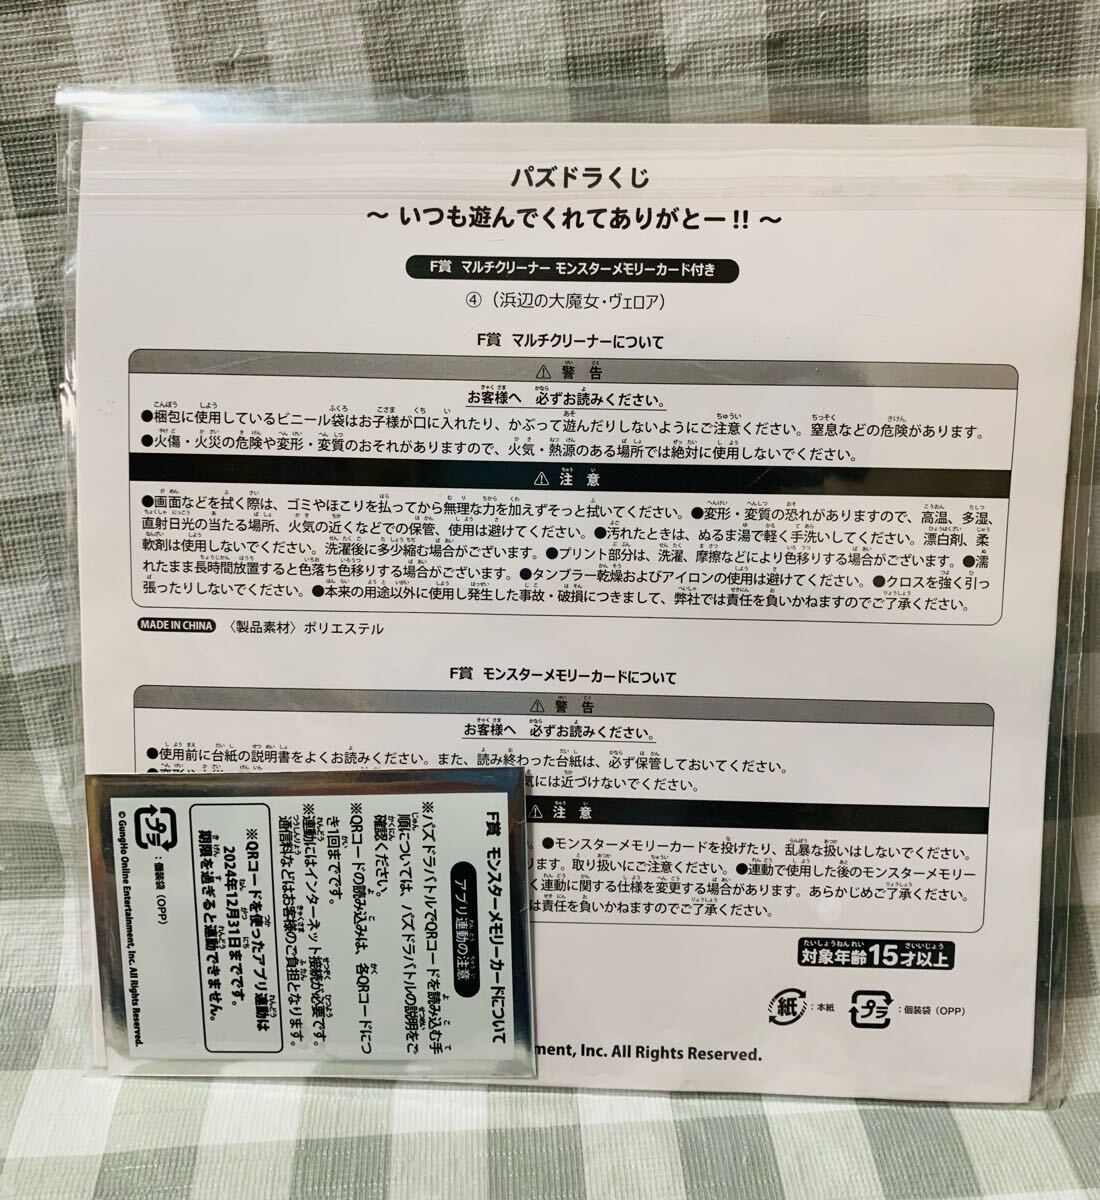 パズドラくじ
～ いつも遊んでくれてありがとー!! ～
F賞 マルチクリーナー モンスターメモリーカード付き
④（浜辺の大魔女・ヴェロア）
F賞 マルチクリーナーについて
⚠ 警告
お客様へ 必ずお読みください。
●梱包に使用しているビニール袋はお子様が口に入れたり、かぶって遊んだりしないようにご注意ください。窒息などの危険があります。
●火傷・火災の危険や変形・変質のおそれがありますので、火気・熱源のある場所では絶対に使用しないでください。
⚠ 注意
●画面などを拭く際は、ゴミやほこりを払ってから無理な力を加えずそっと拭いてください。●変形・変質の恐れがありますので、高温、多湿、
直射日光の当たる場所、火気の近くなどでの保管、使用は避けてください。●汚れたときは、ぬるま湯で軽く手洗いしてください。漂白剤、柔
軟剤は使用しないでください。洗濯後に多少縮む場合がございます。●プリント部分は、洗濯、摩擦などにより色移りする場合がございます。●濡
れたまま長時間放置すると色落ち色移りする場合がございます。●タンブラー乾燥およびアイロンの使用は避けてください。●クロスを強く引っ
張ったりしないでください。●本来の用途以外に使用し発生した事故・破損につきまして、弊社では責任を負いかねますのでご了承ください。
MADE IN CHINA 〈製品素材〉ポリエステル
F賞 モンスターメモリーカードについて
⚠ 警告
お客様へ 必ずお読みください。
●使用前に台紙の説明書をよくお読みください。また、読み終わった台紙は、必ず保管しておいてください。
気には近づけないでください。
⚠ 注意
●モンスターメモリーカードを投げたり、乱暴な扱いはしないでください。
ります。取り扱いにご注意ください。●連動で使用した後のモンスターメモリー
く連動に関する仕様を変更する場合があります。あらかじめご了承ください。
は責任を負いかねますのでご了承ください。
対象年齢15才以上
紙：本紙 プラ：個装袋（OPP）
nment, Inc. All Rights Reserved.
F賞 モンスターメモリーカードについて
アプリ連動の注意
※パズドラバトルでQRコードを読み込む手
順については、パズドラバトルの説明をご
確認ください。
※QRコードの読み込みは、各QRコードにつ
き1回までです。
※連動にはインターネット接続が必要です。
通信料などはお客様のご負担となります。
※QRコードを使ったアプリ連動は
2024年12月31日までです。
期限を過ぎると連動できません。
プラ：個装袋（OPP）
© GungHo Online Entertainment, Inc. All Rights Reserved.